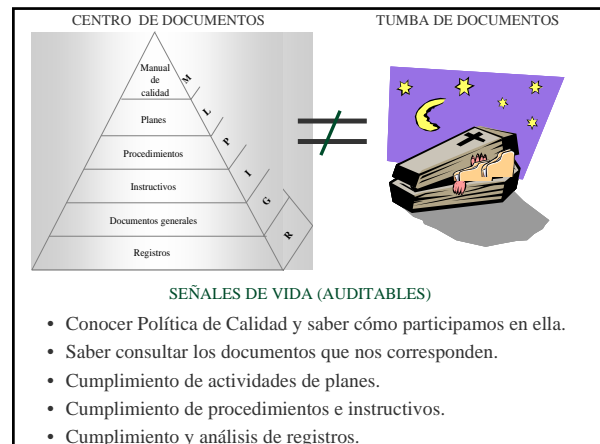 CENTRO DE DOCUMENTOS
TUMBA DE DOCUMENTOS
Manual
de
calidad
M
Planes
L
Procedimientos
P
Instructivos
I
Documentos generales
G
Registros
R
SEÑALES DE VIDA (AUDITABLES)
• Conocer Política de Calidad y saber cómo participamos en ella.
• Saber consultar los documentos que nos corresponden.
• Cumplimiento de actividades de planes.
• Cumplimiento de procedimientos e instructivos.
• Cumplimiento y análisis de registros.